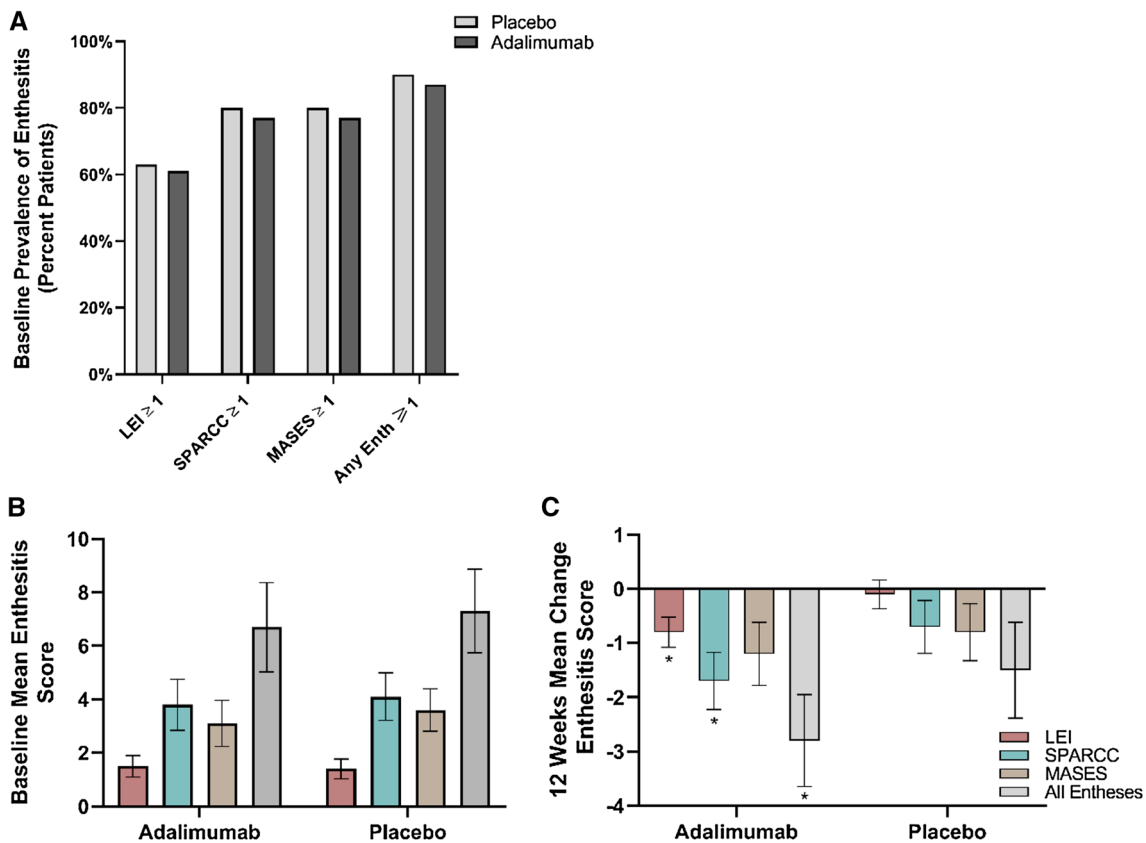 A
Placebo
Adalimumab
Baseline Prevalence of Enthesitis
(Percent Patients)
100%
80%
60%
40%
20%
0%
LEI ≥ 1
SPARCC ≥ 1
MASES ≥ 1
Any Enth ⩾ 1
B
Baseline Mean Enthesitis
Score
10
8
6
4
2
0
Adalimumab
Placebo
C
12 Weeks Mean Change
Enthesitis Score
1
0
-1
-2
-3
-4
*
*
*
LEI
SPARCC
MASES
All Entheses
Adalimumab
Placebo